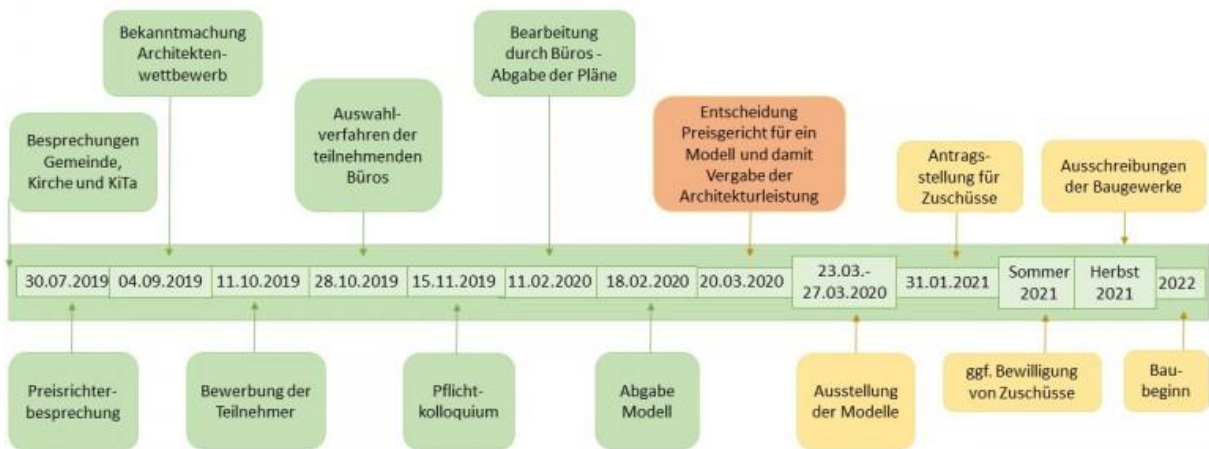 Bekanntmachung
Architekten-
wettbewerb
Bearbeitung
durch Büros -
Abgabe der Pläne
Besprechungen
Gemeinde,
Kirche und KiTa
Auswahl-
verfahren der
teilnehmenden
Büros
Entscheidung
Preisgericht für ein
Modell und damit
Vergabe der
Architekturleistung
Antrags-
stellung für
Zuschüsse
Ausschreibungen
der Baugewerke
30.07.2019
04.09.2019
11.10.2019
28.10.2019
15.11.2019
11.02.2020
18.02.2020
20.03.2020
23.03.-
27.03.2020
31.01.2021
Sommer
2021
Herbst
2021
2022
Preisrichter-
besprechung
Bewerbung der
Teilnehmer
Pflicht-
kolloquium
Abgabe
Modell
Ausstellung
der Modelle
ggf. Bewilligung
von Zuschüsse
Bau-
beginn